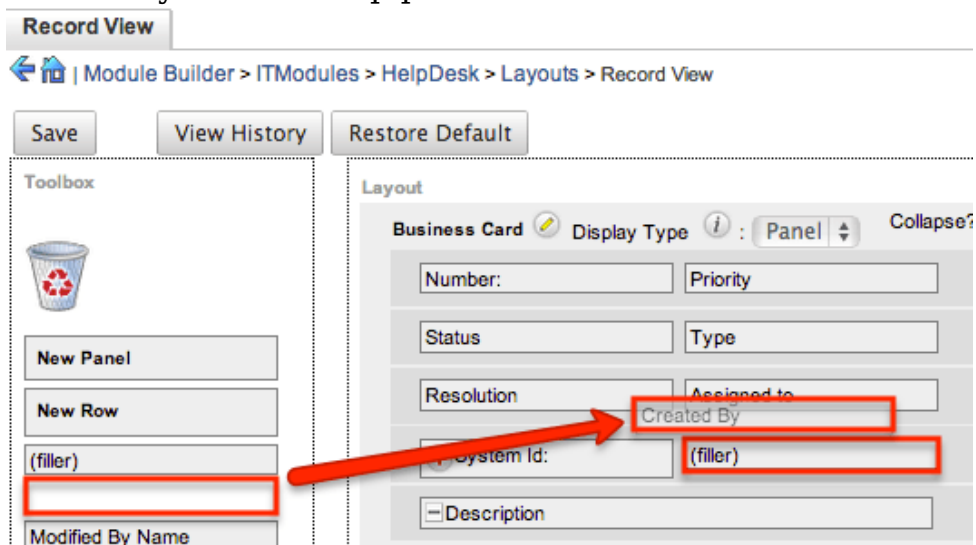 Record View
| Module Builder > ITModules > HelpDesk > Layouts > Record View
Save View History Restore Default
Toolbox
Layout
Business Card Display Type i : Panel Collapse?
Number: Priority
Status Type
New Panel
Resolution Assigned to
New Row
Created By
(filler)
System Id: (filler)
Description
Modified By Name